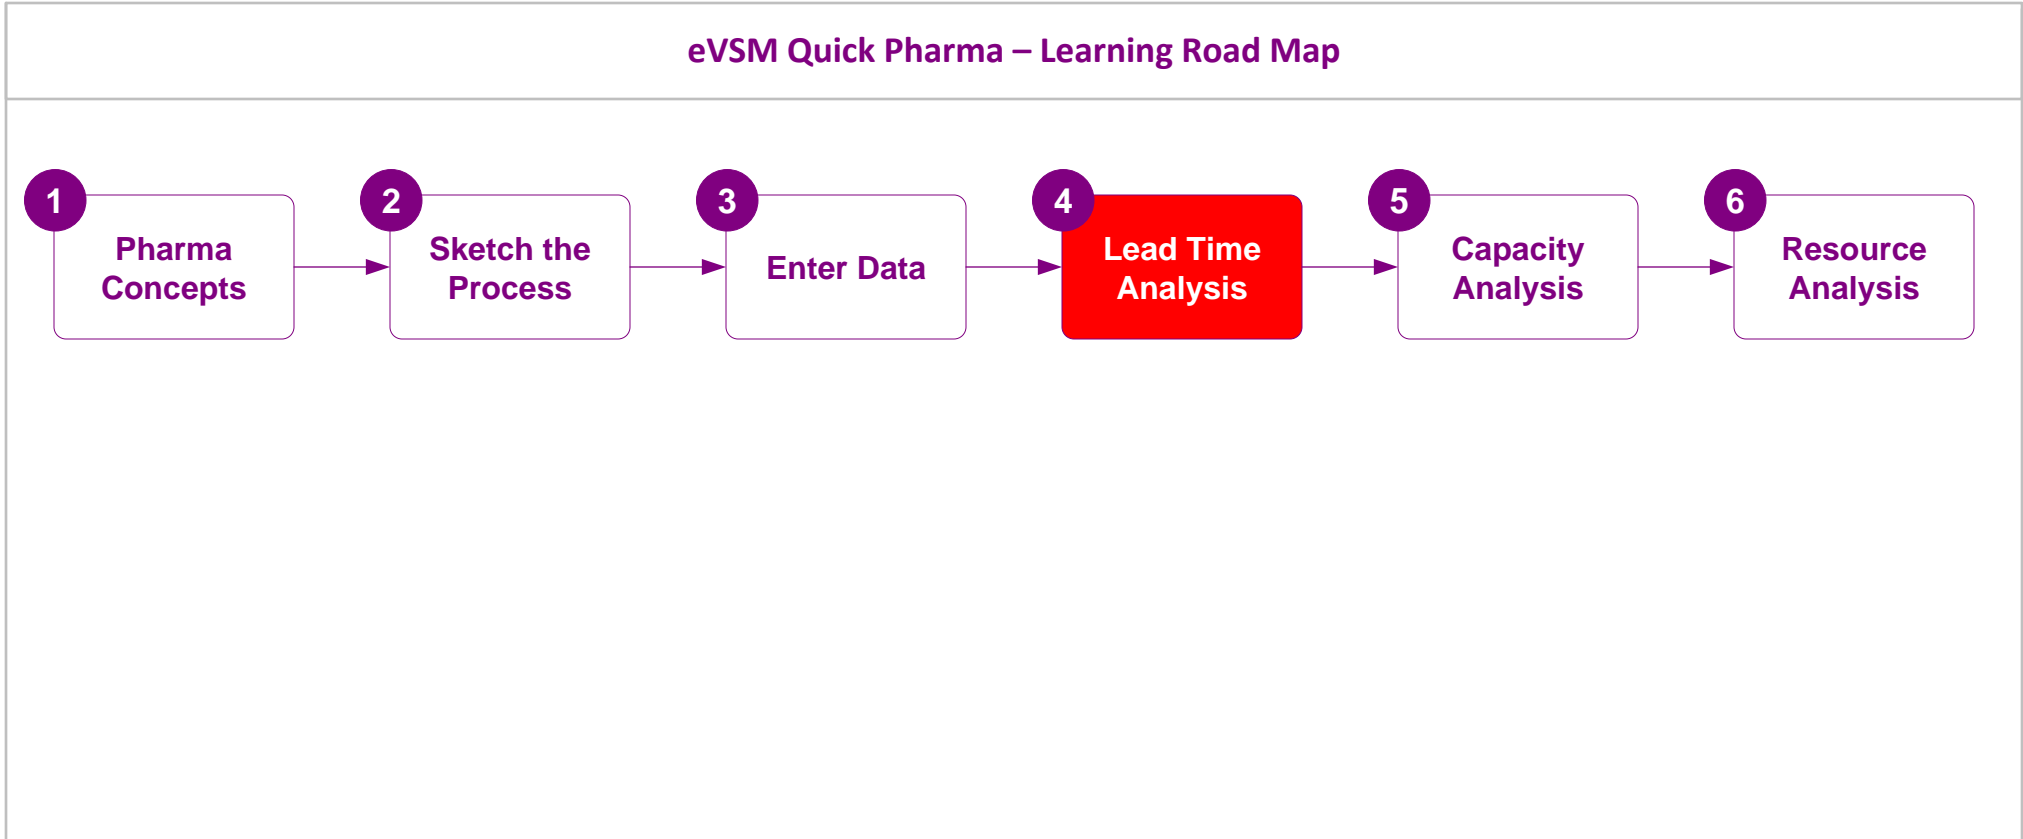 eVSM Quick Pharma – Learning Road Map
1
Pharma
Concepts
2
Sketch the
Process
3
Enter Data
4
Lead Time
Analysis
5
Capacity
Analysis
6
Resource
Analysis